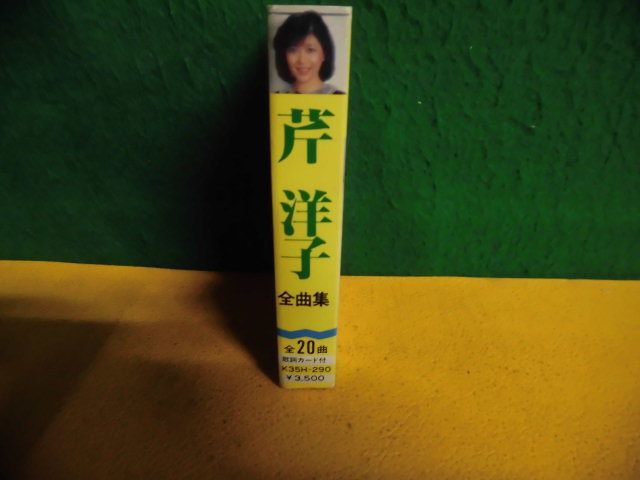 芹洋子
全曲集
全20曲
歌詞カード付
K35H-290
¥3,500